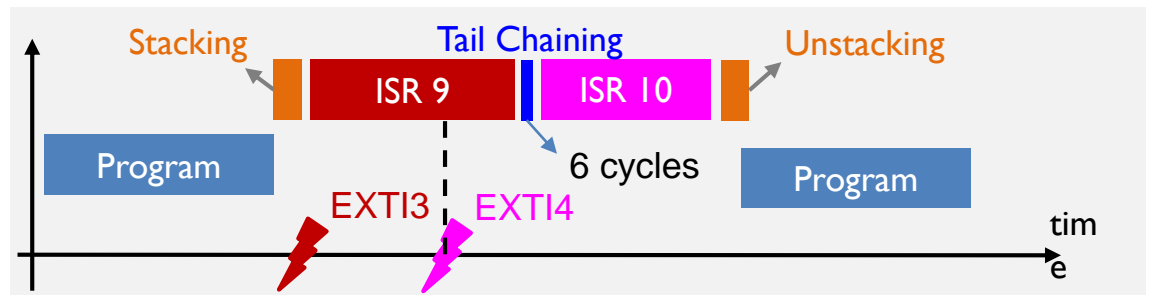 Stacking
Tail Chaining
Unstacking
ISR 9
ISR 10
Program
6 cycles
Program
EXTI3
EXTI4
tim
e